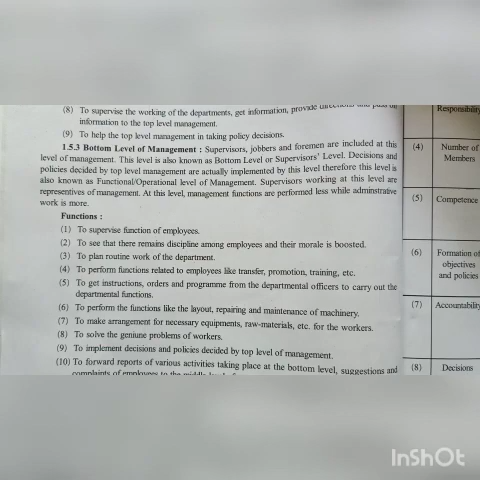 (8) To supervise the working of the departments, get information, provide directions and pass on
information to the top level management.
(9) To help the top level management in taking policy decisions.
1.5.3 Bottom Level of Management : Supervisors, jobbers and foremen are included at this
level of management. This level is also known as Bottom Level or Supervisors' Level. Decisions and
policies decided by top level management are actually implemented by this level therefore this level is
also known as Functional/Operational level of Management. Supervisors working at this level are
representives of management. At this level, management functions are performed less while adminstrative
work is more.
Functions :
(1) To supervise function of employees.
(2) To see that there remains discipline among employees and their morale is boosted.
(3) To plan routine work of the department.
(4) To perform functions related to employees like transfer, promotion, training, etc.
(5) To get instructions, orders and programme from the departmental officers to carry out the
departmental functions.
(6) To perform the functions like the layout, repairing and maintenance of machinery.
(7) To make arrangement for necessary equipments, raw-materials, etc. for the workers.
(8) To solve the geniune problems of workers.
(9) To implement decisions and policies decided by top level of management.
(10) To forward reports of various activities taking place at the bottom level, suggestions and
complaints of employees to the middle
Responsibility
(4) Number of
Members
(5) Competence
(6) Formation of
objectives
and policies
(7) Accountability
(8) Decisions
InShOt